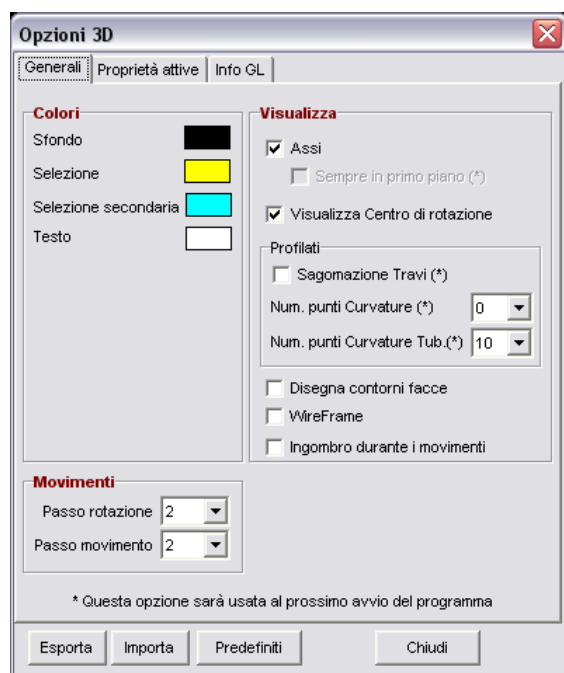 Opzioni 3D
Generali Proprietà attive Info GL
Colori
Sfondo
Selezione
Selezione secondaria
Testo
Visualizza
Assi
Sempre in primo piano (*)
Visualizza Centro di rotazione
Profilati
Sagomazione Travi (*)
Num. punti Curvature (*) 0
Num. punti Curvature Tub.(*) 10
Disegna contorni facce
WireFrame
Ingombro durante i movimenti
Movimenti
Passo rotazione 2
Passo movimento 2
* Questa opzione sarà usata al prossimo avvio del programma
Esporta Importa Predefiniti Chiudi